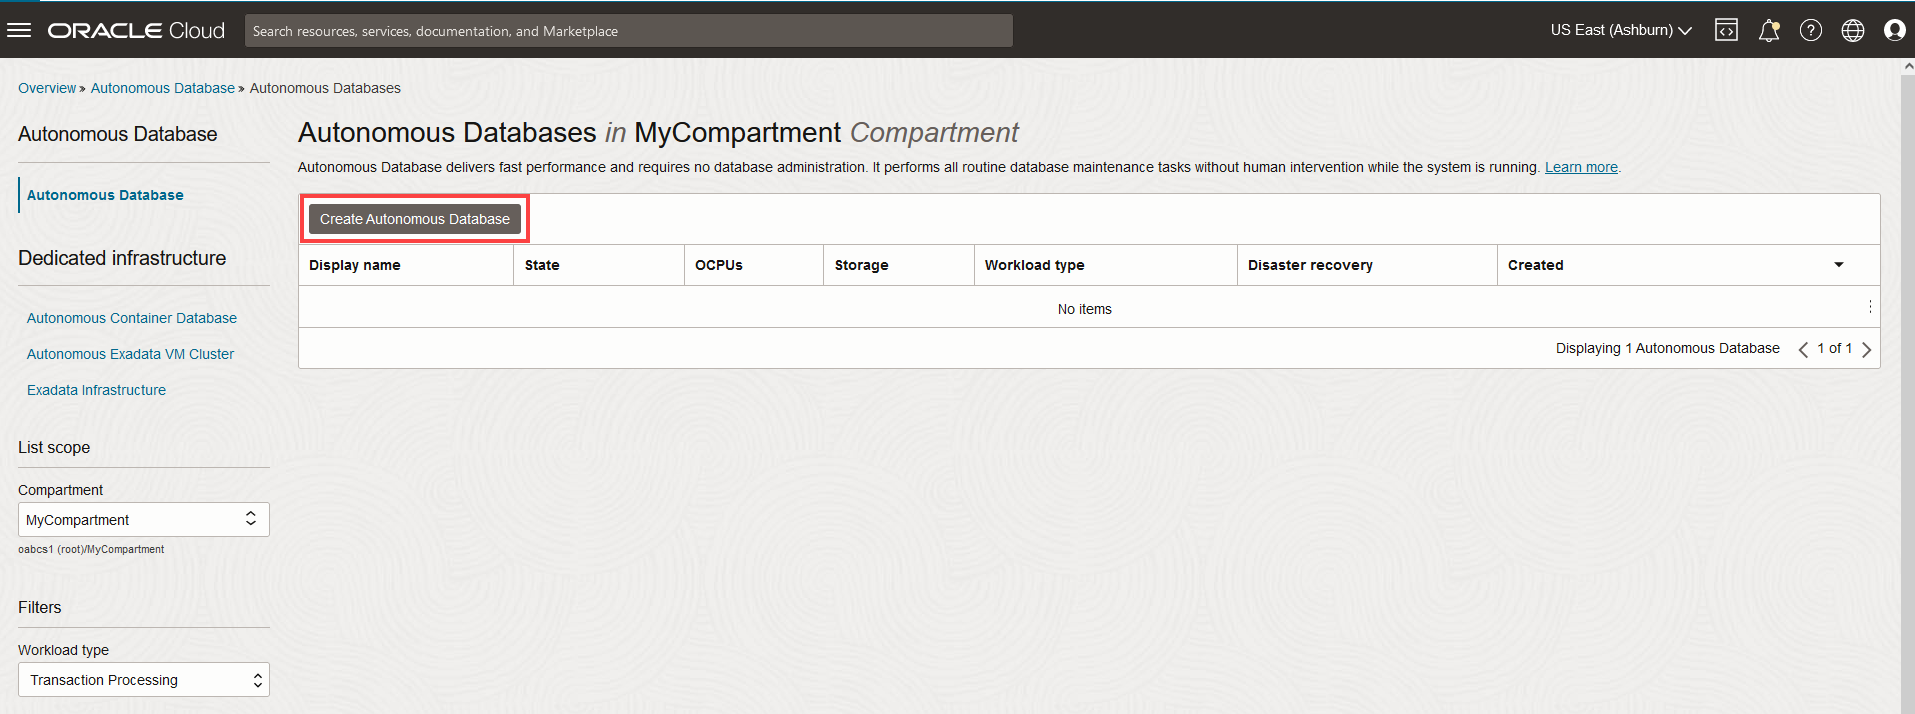 ORACLE Cloud
Search resources, services, documentation, and Marketplace
US East (Ashburn)
Overview » Autonomous Database » Autonomous Databases
Autonomous Database
Autonomous Database
Dedicated infrastructure
Autonomous Container Database
Autonomous Exadata VM Cluster
Exadata Infrastructure
List scope
Compartment
MyCompartment
oabcs1 (root)/MyCompartment
Filters
Workload type
Transaction Processing
Autonomous Databases in MyCompartment Compartment
Autonomous Database delivers fast performance and requires no database administration. It performs all routine database maintenance tasks without human intervention while the system is running. Learn more.
Create Autonomous Database
Display name State OCPUs Storage Workload type Disaster recovery Created
No items
Displaying 1 Autonomous Database 1 of 1